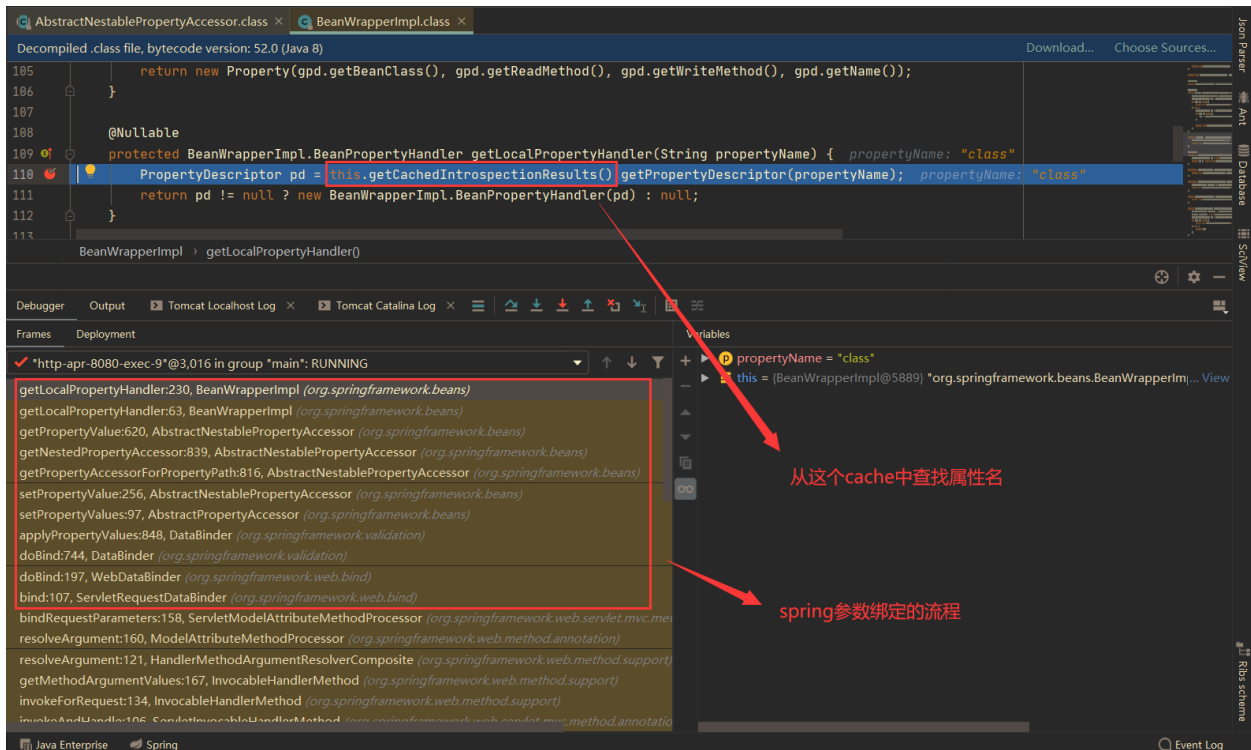 AbstractNestablePropertyAccessor.class × BeanWrapperImpl.class ×
Json Parser
Decompiled .class file, bytecode version: 52.0 (Java 8) Download... Choose Sources...
105 return new Property(gpd.getBeanClass(), gpd.getReadMethod(), gpd.getWriteMethod(), gpd.getName());
106 }
107
Ant
108 @Nullable
109 protected BeanWrapperImpl.BeanPropertyHandler getLocalPropertyHandler(String propertyName) { propertyName: "class"
110 PropertyDescriptor pd = this.getCachedIntrospectionResults().getPropertyDescriptor(propertyName); propertyName: "class"
Database
111 return pd != null ? new BeanWrapperImpl.BeanPropertyHandler(pd) : null;
112 }
113
BeanWrapperImpl › getLocalPropertyHandler()
SciView
Debugger Output Tomcat Localhost Log × Tomcat Catalina Log ×
Frames Deployment Variables
"http-apr-8080-exec-9"@3,016 in group "main": RUNNING
propertyName = "class"
this = {BeanWrapperImpl@5889} "org.springframework.beans.BeanWrapperIm... View
getLocalPropertyHandler:230, BeanWrapperImpl (org.springframework.beans)
getLocalPropertyHandler:63, BeanWrapperImpl (org.springframework.beans)
getPropertyValue:620, AbstractNestablePropertyAccessor (org.springframework.beans)
getNestedPropertyAccessor:839, AbstractNestablePropertyAccessor (org.springframework.beans)
getPropertyAccessorForPropertyPath:816, AbstractNestablePropertyAccessor (org.springframework.beans)
从这个cache中查找属性名
setPropertyValue:256, AbstractNestablePropertyAccessor (org.springframework.beans)
setPropertyValues:97, AbstractPropertyAccessor (org.springframework.beans)
applyPropertyValues:848, DataBinder (org.springframework.validation)
doBind:744, DataBinder (org.springframework.validation)
doBind:197, WebDataBinder (org.springframework.web.bind)
bind:107, ServletRequestDataBinder (org.springframework.web.bind)
spring参数绑定的流程
bindRequestParameters:158, ServletModelAttributeMethodProcessor (org.springframework.web.servlet.mvc.met
resolveArgument:160, ModelAttributeMethodProcessor (org.springframework.web.method.annotation)
resolveArgument:121, HandlerMethodArgumentResolverComposite (org.springframework.web.method.support)
getMethodArgumentValues:167, InvocableHandlerMethod (org.springframework.web.method.support)
invokeForRequest:134, InvocableHandlerMethod (org.springframework.web.method.support)
invokeAndHandle:106, ServletInvocableHandlerMethod (org.springframework.web.servlet.mvc.method.annotatio
Ribs scheme
Java Enterprise Spring Event Log